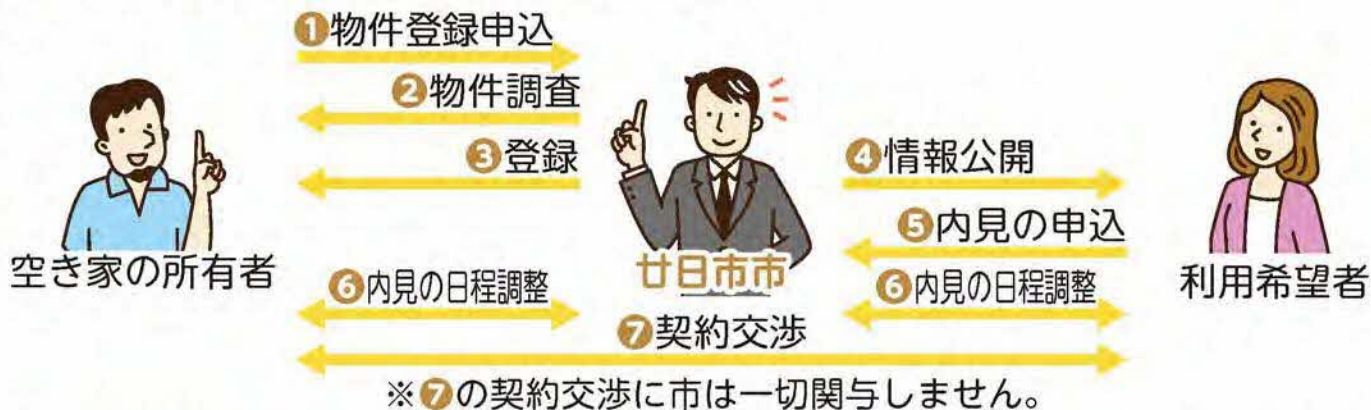 ❶物件登録申込
❷物件調査
❸登録
❹情報公開
❺内見の申込
空き家の所有者
廿日市市
利用希望者
❻内見の日程調整
❻内見の日程調整
❼契約交渉
※❼の契約交渉に市は一切関与しません。